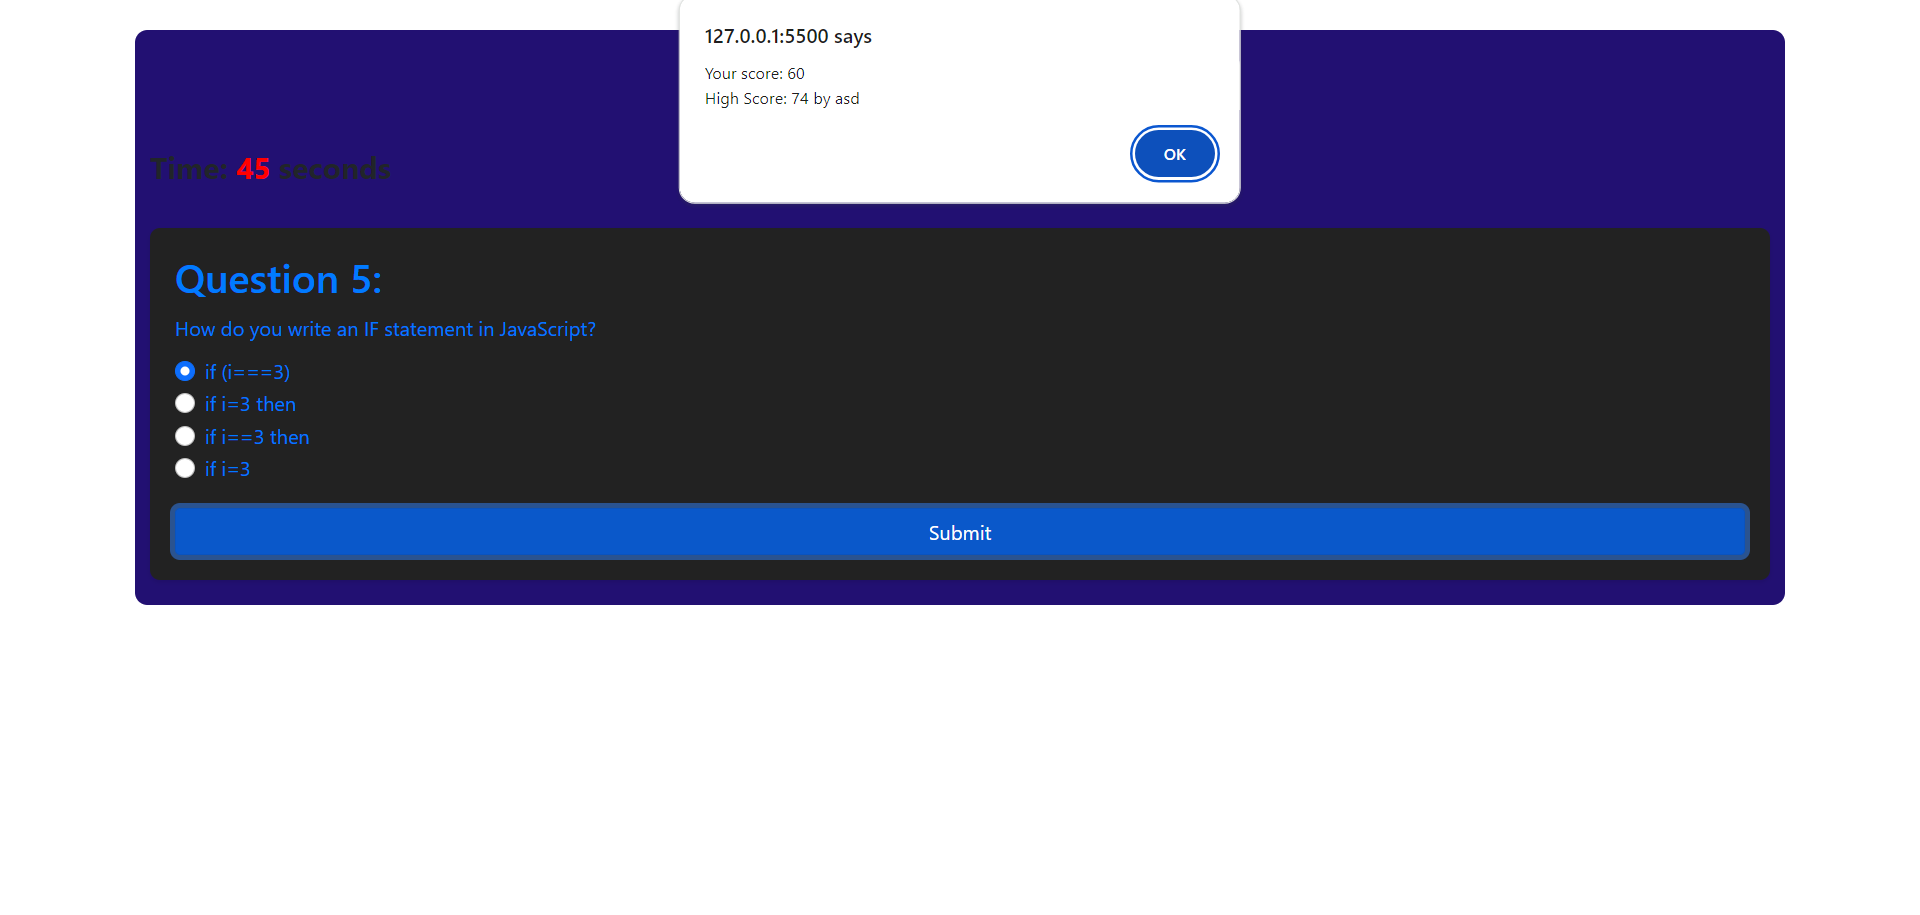 127.0.0.1:5500 says
Your score: 60
High Score: 74 by asd
OK
Time: 45 seconds
Question 5:
How do you write an IF statement in JavaScript?
if (i===3)
if i=3 then
if i==3 then
if i=3
Submit